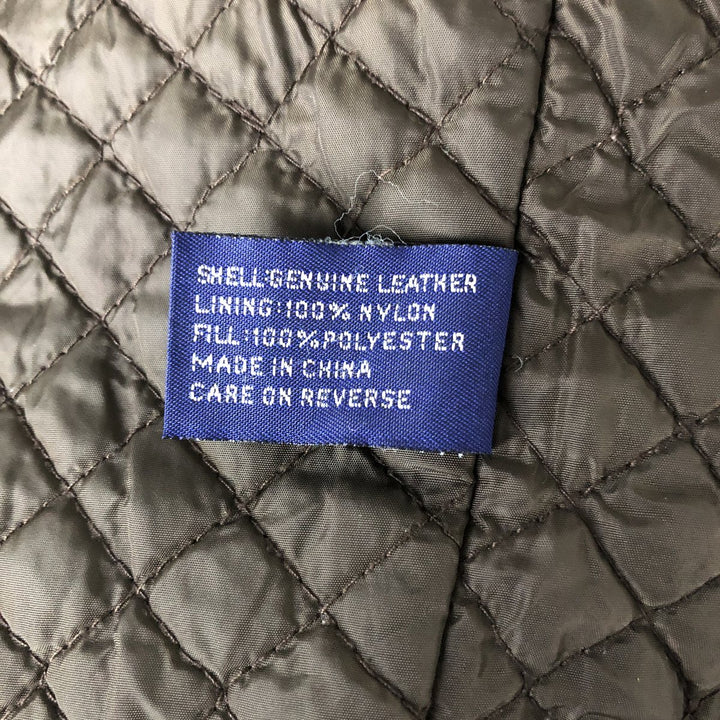 SHELL:GENUINE LEATHER
LINING:100% NYLON
FILL:100%POLYESTER
MADE IN CHINA
CARE ON REVERSE